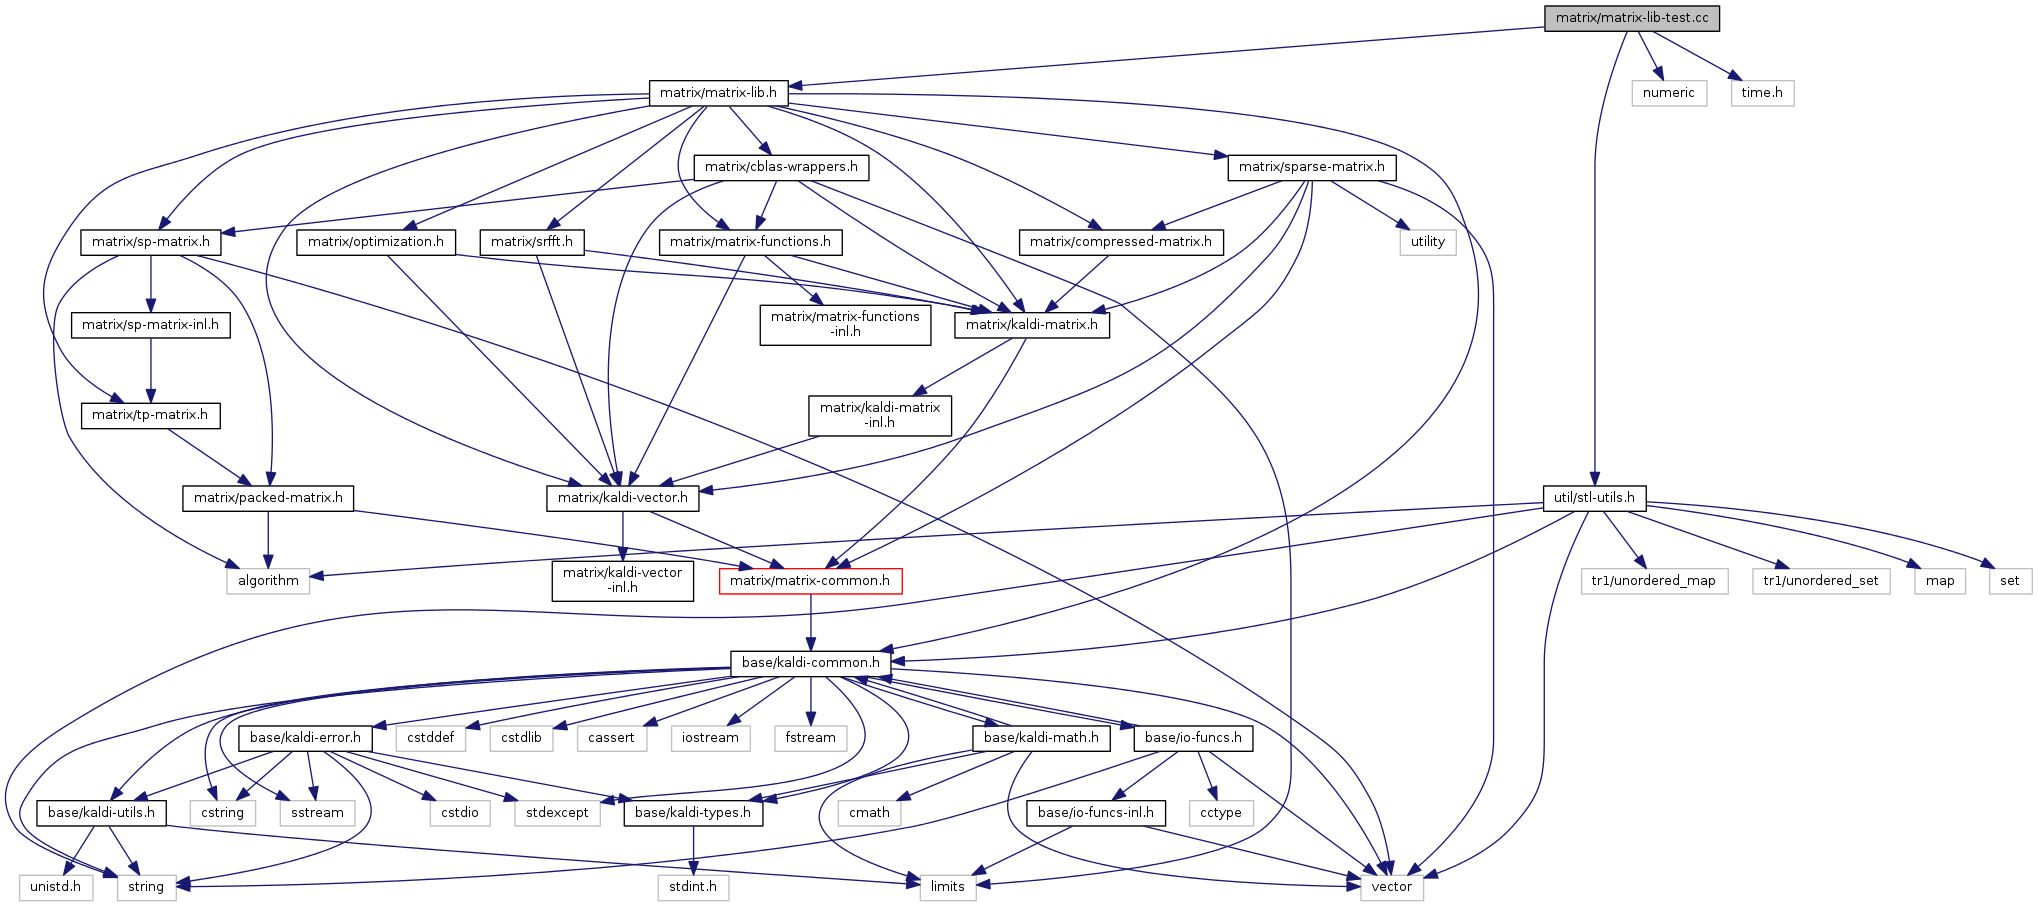 matrix/matrix-lib-test.cc
matrix/matrix-lib.h
numeric
time.h
matrix/cblas-wrappers.h
matrix/sparse-matrix.h
matrix/sp-matrix.h
matrix/optimization.h
matrix/srfft.h
matrix/matrix-functions.h
matrix/compressed-matrix.h
utility
matrix/sp-matrix-inl.h
matrix/matrix-functions
-inl.h
matrix/kaldi-matrix.h
matrix/tp-matrix.h
matrix/kaldi-matrix
-inl.h
matrix/packed-matrix.h
matrix/kaldi-vector.h
util/stl-utils.h
algorithm
matrix/kaldi-vector
-inl.h
matrix/matrix-common.h
tr1/unordered_map
tr1/unordered_set
map
set
base/kaldi-common.h
base/kaldi-error.h
cstddef
cstdlib
cassert
iostream
fstream
base/kaldi-math.h
base/io-funcs.h
base/kaldi-utils.h
cstring
sstream
cstdio
stdexcept
base/kaldi-types.h
cmath
base/io-funcs-inl.h
cctype
unistd.h
string
stdint.h
limits
vector